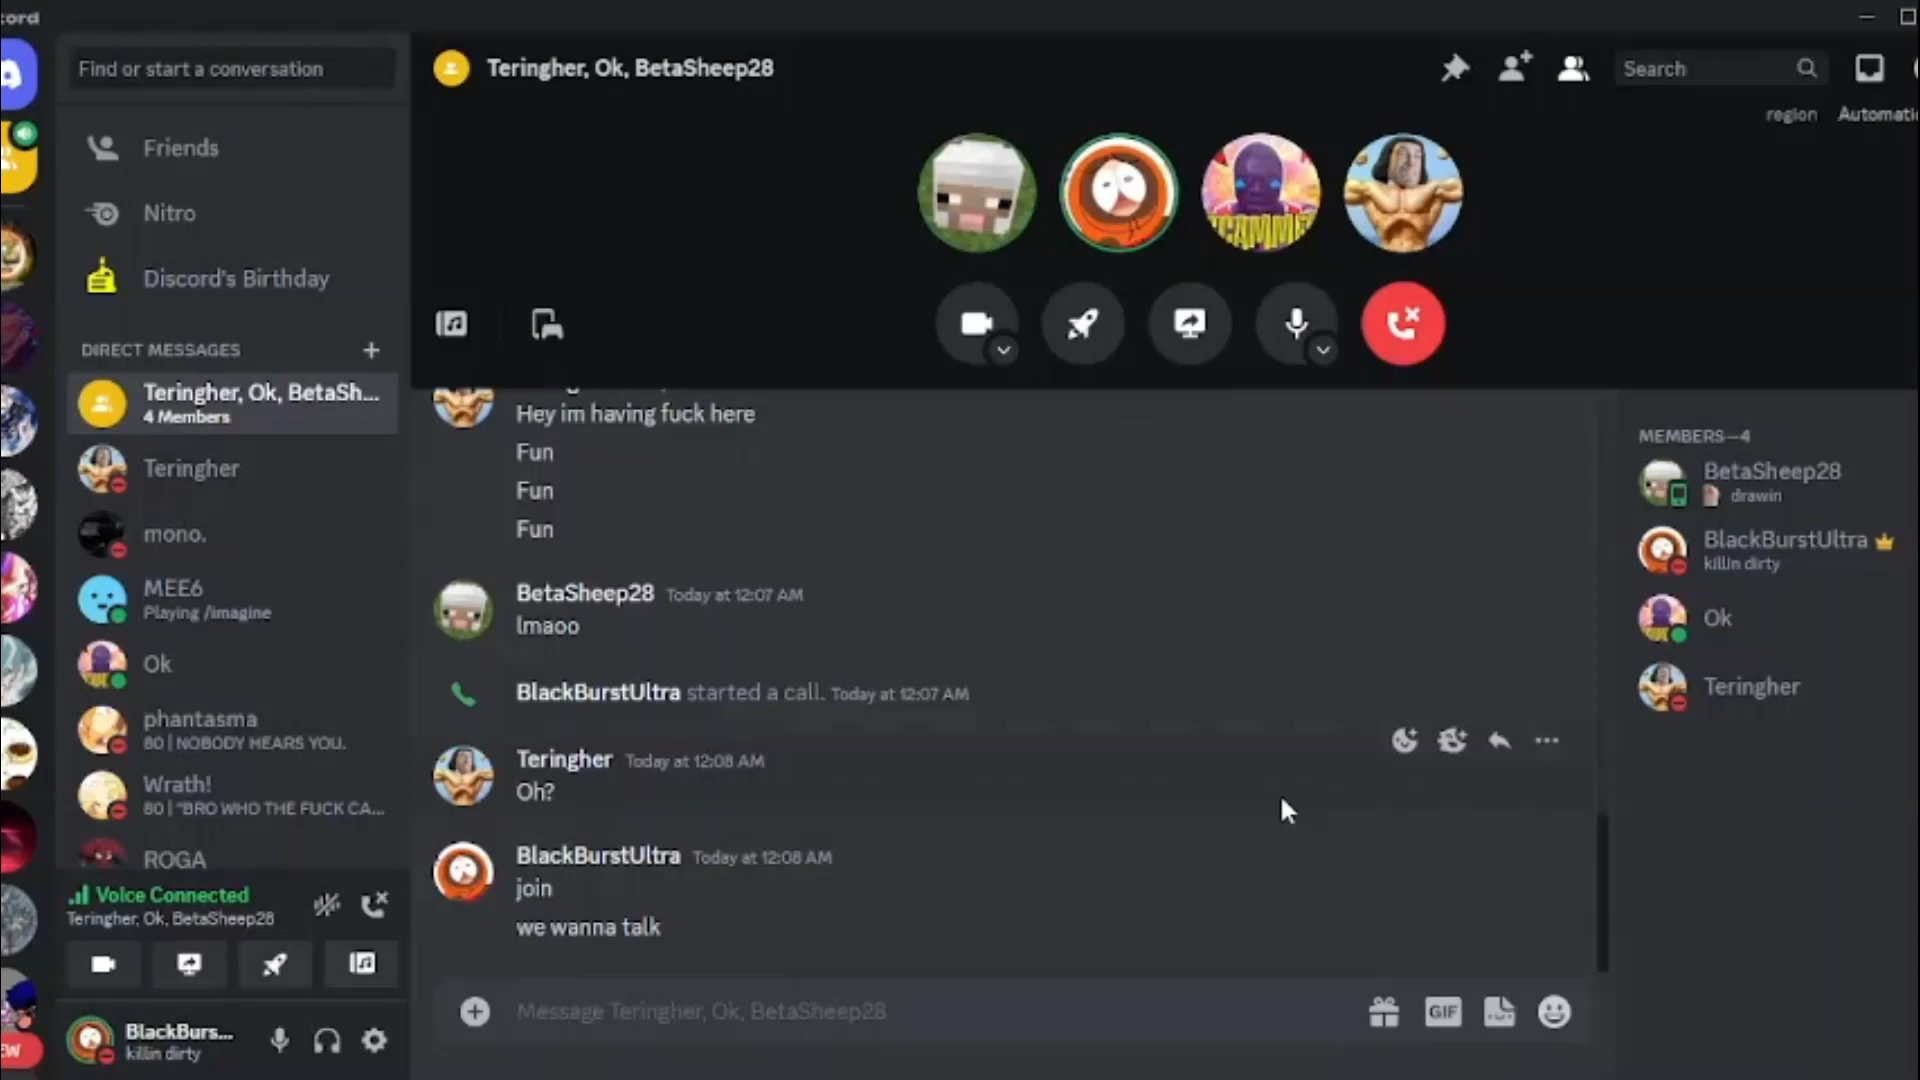 cord
Find or start a conversation
Friends
Nitro
Discord's Birthday
DIRECT MESSAGES
Teringher, Ok, BetaSh...
4 Members
Teringher
mono.
MEE6
Playing /imagine
Ok
phantasma
80 | NOBODY HEARS YOU.
Wrath!
80 | "BRO WHO THE FUCK CA...
ROGA
Voice Connected
Teringher, Ok, BetaSheep28
BlackBurs...
killin dirty
EW
Teringher, Ok, BetaSheep28
Search
region Automati
CAMME
Hey im having fuck here
Fun
Fun
Fun
BetaSheep28 Today at 12:07 AM
lmaoo
BlackBurstUltra started a call. Today at 12:07 AM
Teringher Today at 12:08 AM
Oh?
BlackBurstUltra Today at 12:08 AM
join
we wanna talk
Message Teringher, Ok, BetaSheep28
GIF
MEMBERS—4
BetaSheep28
drawin
BlackBurstUltra
killin dirty
Ok
Teringher